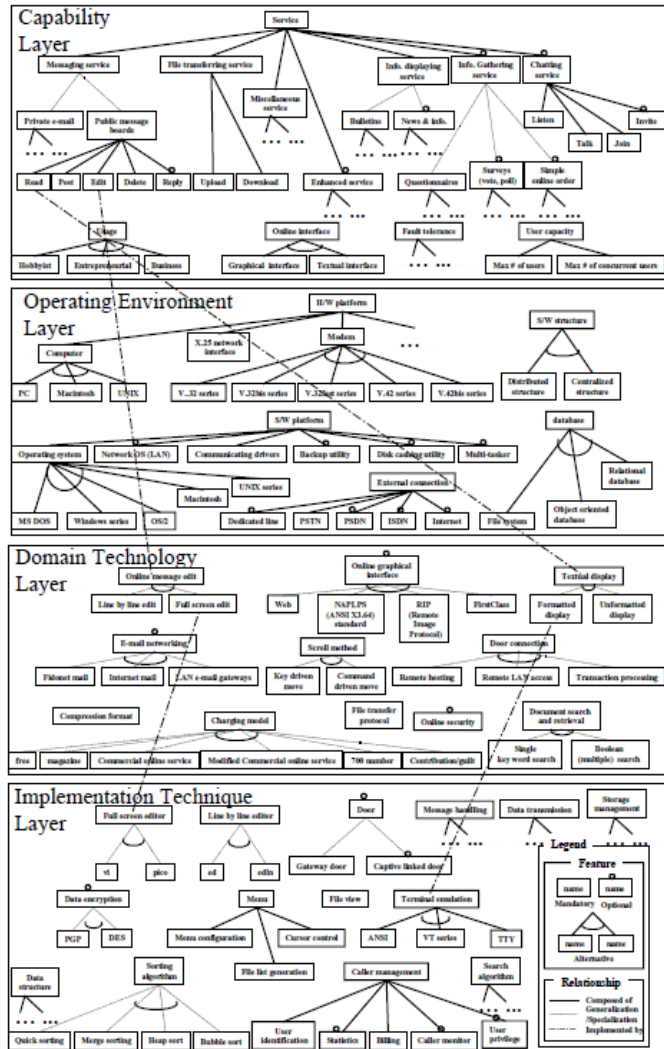 Capability
Layer
Service
Messaging service
File transferring service
Info. displaying
service
Info. Gathering
service
Chatting
service
Miscellaneous
service
Private e-mail
Public message
boards
Bulletins
News & info.
Listen
Invite
Talk
Join
Read
Post
Edit
Delete
Reply
Upload
Download
Enhanced service
Questionnaires
Surveys
(vote, poll)
Simple
online order
Usage
Online interface
Fault tolerance
User capacity
Hobbyist
Entrepreneurial
Business
Graphical interface
Textual interface
Max # of users
Max # of concurrent users
Operating Environment
Layer
H/W platform
Computer
X.25 network
interface
Modem
S/W structure
PC
Macintosh
UNIX
V..32 series
V.32bis series
V.32fast series
V.42 series
V.42bis series
Distributed
structure
Centralized
structure
S/W platform
database
Operating system
Network OS (LAN)
Communicating drivers
Backup utility
Disk cashing utility
Multi-tasker
Relational
database
UNIX series
Macintosh
External connection
MS DOS
Windows series
OS/2
Dedicated line
PSTN
PSDN
ISDN
Internet
File system
Object oriented
database
Domain Technology
Layer
Online message edit
Online graphical
interface
Textual display
Line by line edit
Full screen edit
Web
NAPLPS
(ANSI X3.64)
standard
RIP
(Remote
Image
Protocol)
FirstClass
Formatted
display
Unformatted
display
E-mail networking
Scroll method
Door connection
Fidonet mail
Internet mail
LAN e-mail gateways
Key driven
move
Command
driven move
Remote hosting
Remote LAN access
Transaction processing
Compression format
Charging model
File transfer
protocol
Online security
Document search
and retrieval
free
magazine
Commercial online service
Modified Commercial online service
700 number
Contribution/guilt
Single
key word search
Boolean
(multiple) search
Implementation Technique
Layer
Full screen editor
Line by line editor
Door
Message handling
Data transmission
Storage
management
vi
pico
ed
edln
Gateway door
Captive linked door
Data encryption
Menu
File view
Terminal emulation
PGP
DES
Menu configuration
Cursor control
ANSI
VT series
TTY
File list generation
Data
structure
Sorting
algorithm
Caller management
Search
algorithm
Quick sorting
Merge sorting
Heap sort
Bubble sort
User
identification
Statistics
Billing
Caller monitor
User
privilege
Legend
Feature
name
name
Mandatory
Optional
name
name
Alternative
Relationship
Composed of
Generalization
/Specialization
Implemented by